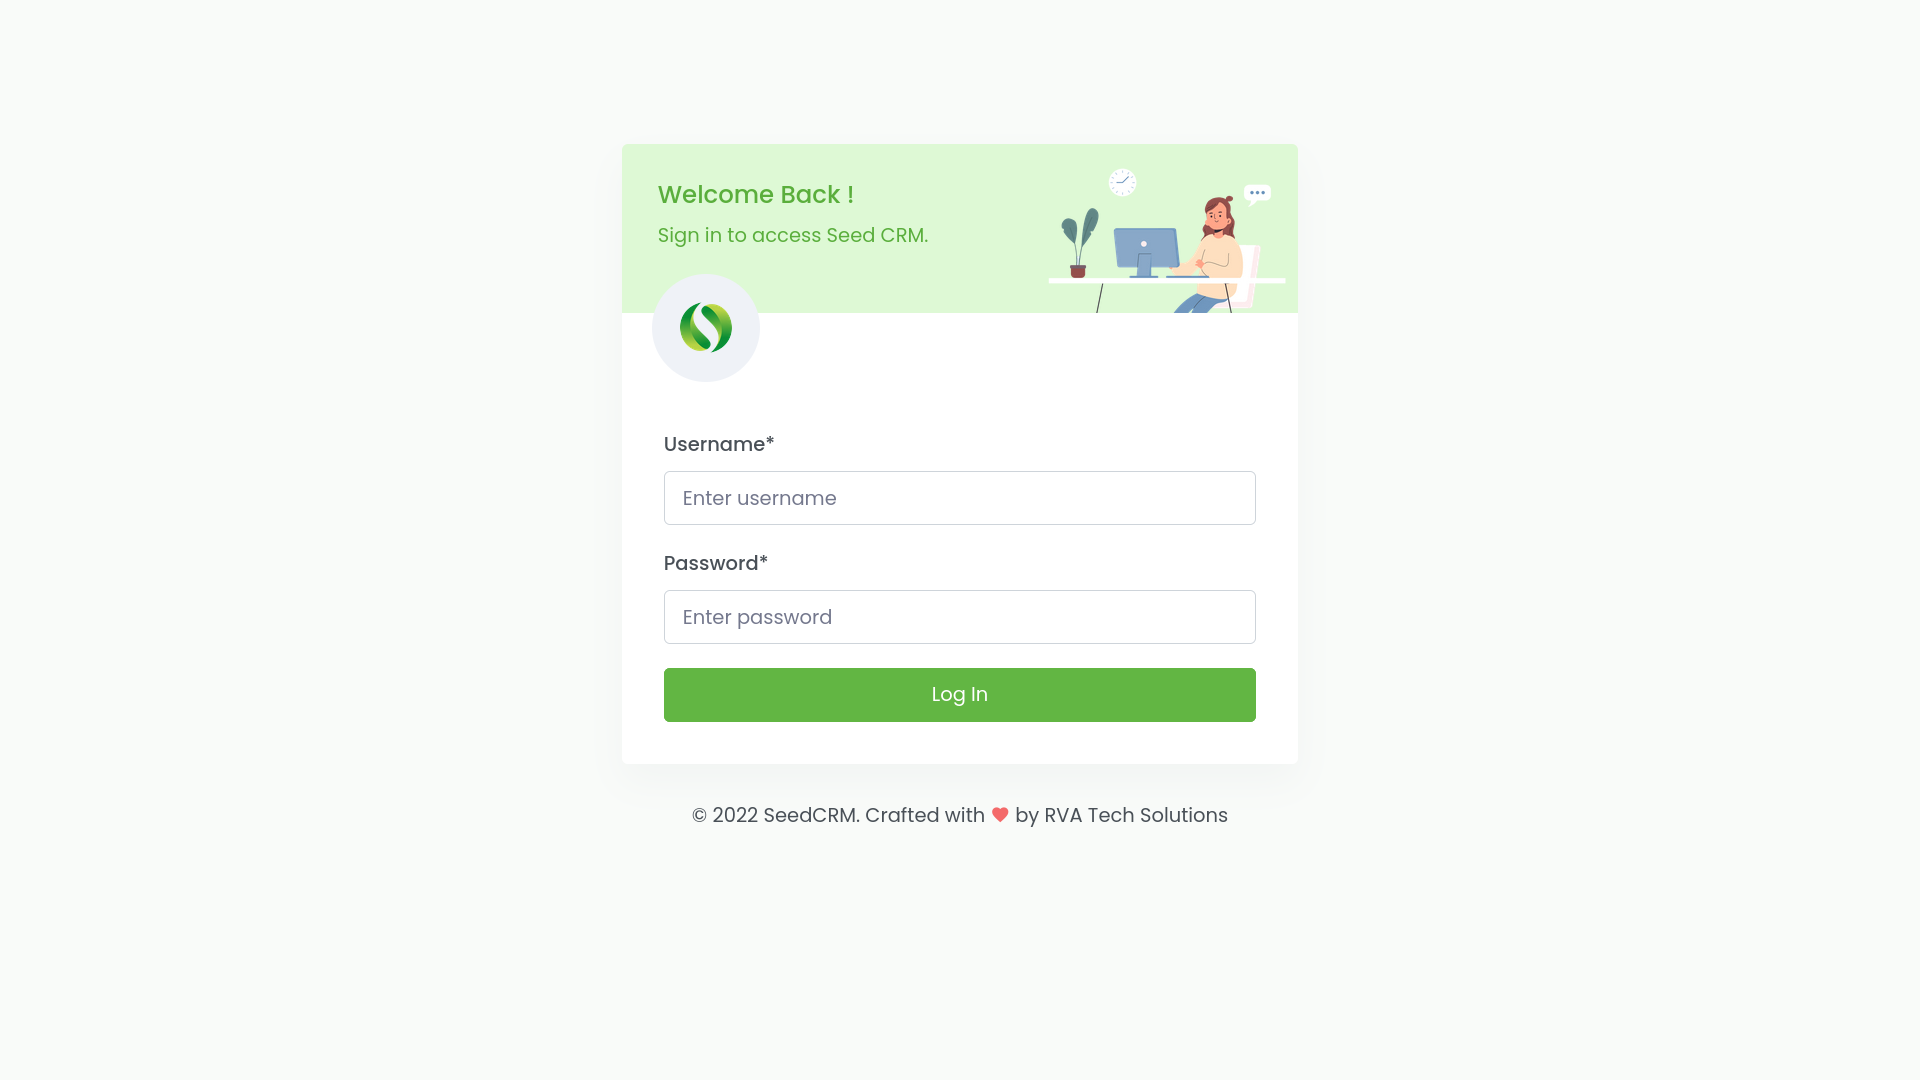 Welcome Back !
Sign in to access Seed CRM.
Username*
Enter username
Password*
Enter password
Log In
© 2022 SeedCRM. Crafted with ❤ by RVA Tech Solutions